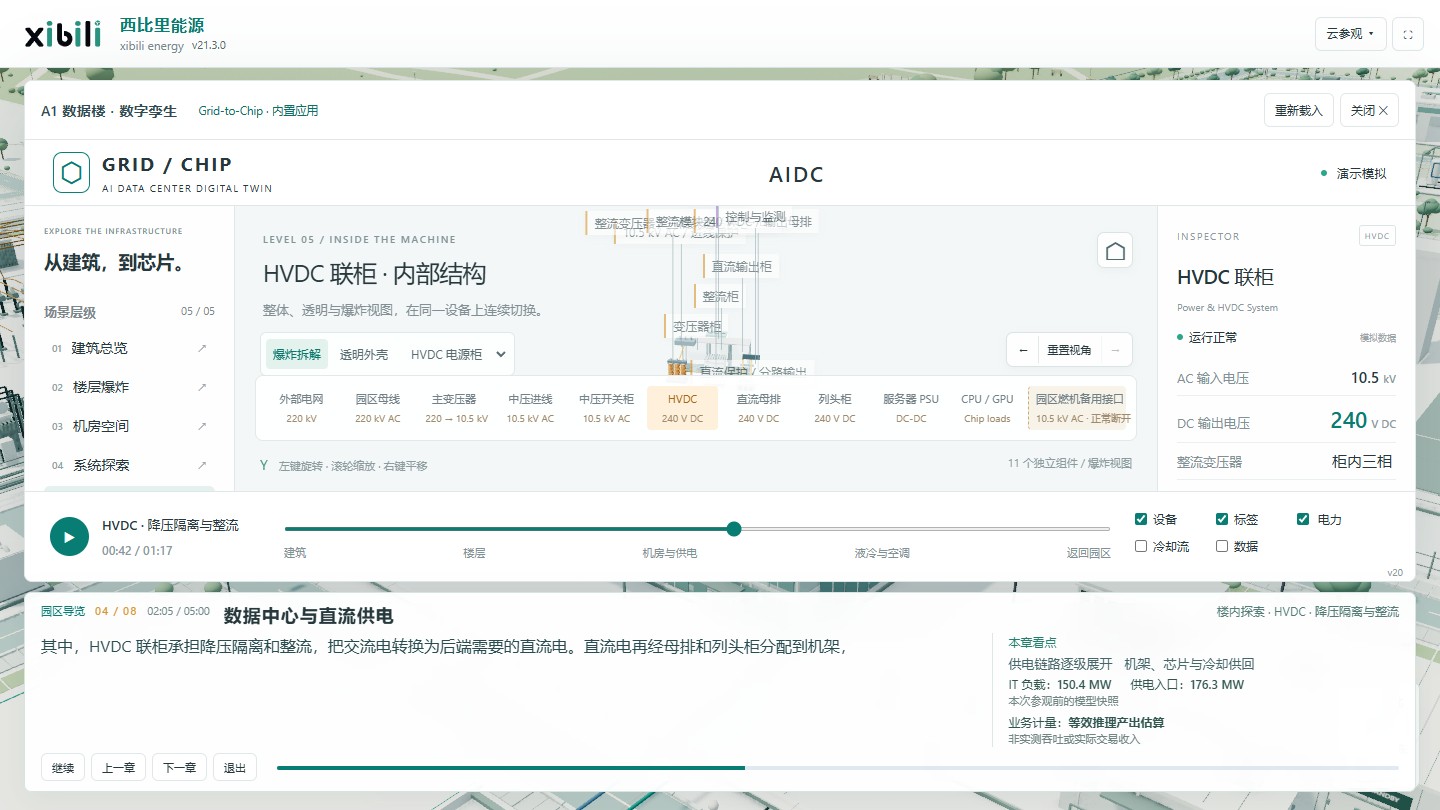 xibili
西比里能源
xibili energy v21.3.0
云参观
A1 数据楼 · 数字孪生 Grid-to-Chip · 内置应用
重新载入 关闭 ×
GRID / CHIP
AI DATA CENTER DIGITAL TWIN
AIDC
演示模拟
EXPLORE THE INFRASTRUCTURE
从建筑，到芯片。
场景层级 05 / 05
01 建筑总览 ↗
02 楼层爆炸 ↗
03 机房空间 ↗
04 系统探索 ↗
LEVEL 05 / INSIDE THE MACHINE
HVDC 联柜 · 内部结构
整体、透明与爆炸视图，在同一设备上连续切换。
爆炸拆解 透明外壳 HVDC 电源柜
整流变压器
控制与监测
直流输出柜
整流柜
变压器柜
直流保护 / 分路输出
← 重置视角 →
外部电网 园区母线 主变压器 中压进线 中压开关柜 HVDC 直流母排 列头柜 服务器 PSU CPU / GPU 园区燃机备用接口
220 kV 220 kV AC 220 → 10.5 kV 10.5 kV AC 10.5 kV AC 240 V DC 240 V DC 240 V DC DC-DC Chip loads 10.5 kV AC · 正常断开
左键旋转 · 滚轮缩放 · 右键平移
11 个独立组件 / 爆炸视图
INSPECTOR HVDC
HVDC 联柜
Power & HVDC System
运行正常 模拟数据
AC 输入电压 10.5 kV
DC 输出电压 240 V DC
整流变压器 柜内三相
HVDC · 降压隔离与整流
00:42 / 01:17
建筑 楼层 机房与供电 液冷与空调 返回园区
设备 标签 电力
冷却流 数据
v20
园区导览 04 / 08 02:05 / 05:00 数据中心与直流供电
楼内探索 · HVDC · 降压隔离与整流
其中，HVDC 联柜承担降压隔离和整流，把交流电转换为后端需要的直流电。直流电再经母排和列头柜分配到机架，
本章看点
供电链路逐级展开 机架、芯片与冷却供回
IT 负载：150.4 MW 供电入口：176.3 MW
本次参观前的模型快照
业务计量：等效推理产出估算
非实测吞吐或实际交易收入
继续 上一章 下一章 退出